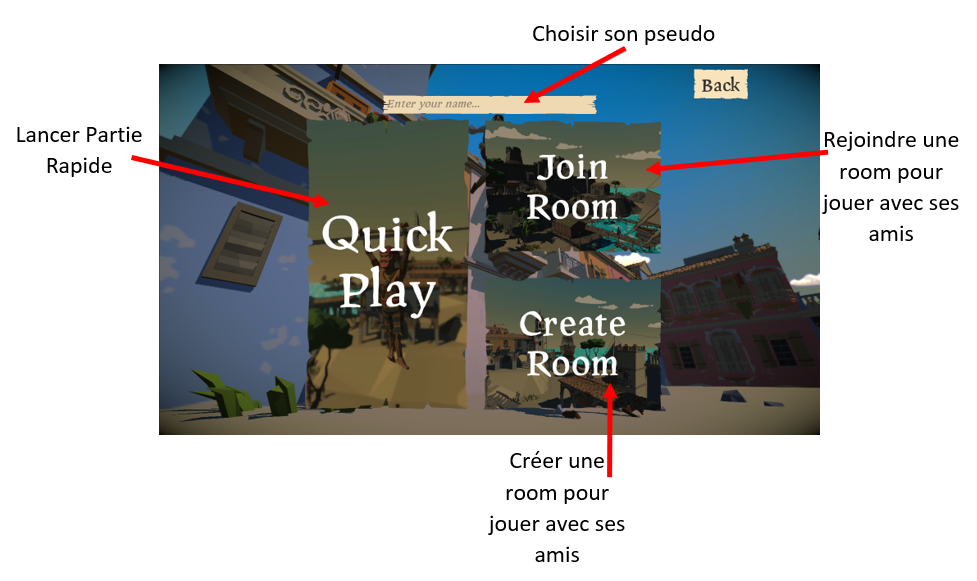 Choisir son pseudo
Back
Enter your name...
Lancer Partie
Rapide
Rejoindre une
room pour
jouer avec ses
amis
Join
Room
Quick
Play
Create
Room
Créer une
room pour
jouer avec ses
amis